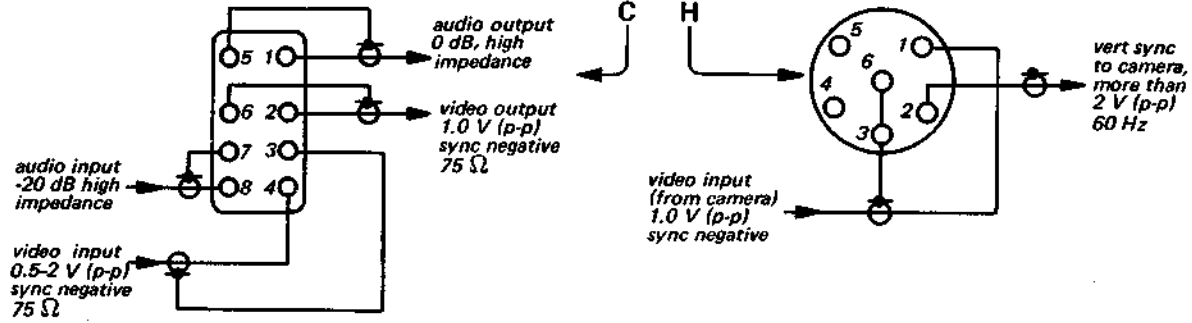 audio output
0 dB, high
impedance
5 1
6 2
7 3
8 4
video output
1.0 V (p-p)
sync negative
75 Ω
audio input
-20 dB high
impedance
video input
0.5-2 V (p-p)
sync negative
75 Ω
C H
5 1
6
4
3 2
vert sync
to camera,
more than
2 V (p-p)
60 Hz
video input
(from camera)
1.0 V (p-p)
sync negative